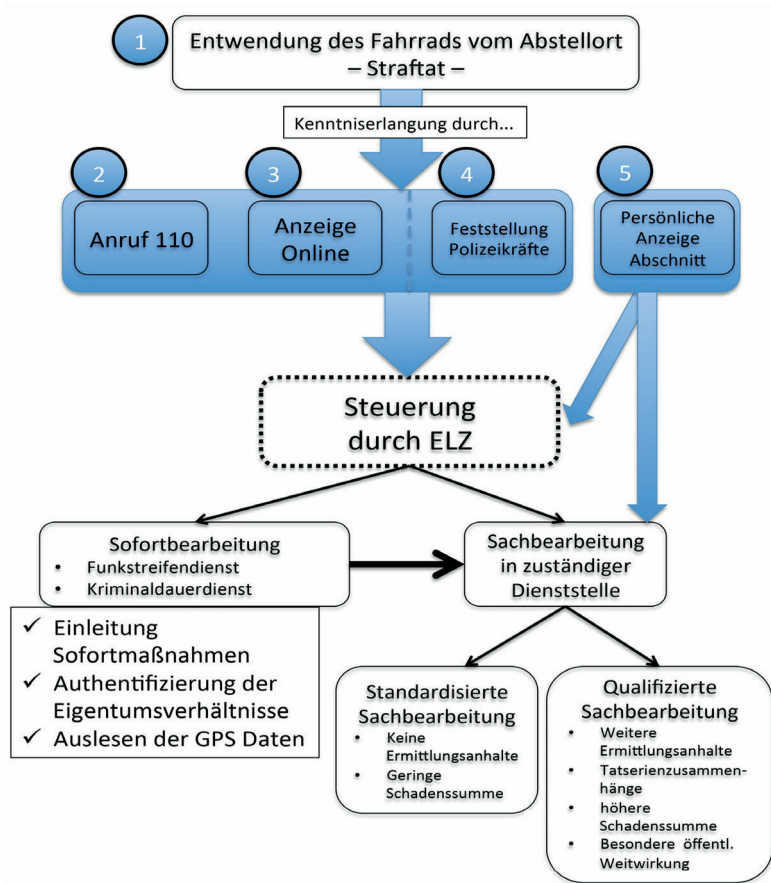 1
Entwendung des Fahrrads vom Abstellort
– Straftat –
Kenntniserlangung durch...
2
Anruf 110
3
Anzeige
Online
4
Feststellung
Polizeikräfte
5
Persönliche
Anzeige
Abschnitt
Steuerung
durch ELZ
Sofortbearbeitung
• Funkstreifendienst
• Kriminaldauerdienst
✓ Einleitung
Sofortmaßnahmen
✓ Authentifizierung der
Eigentumsverhältnisse
✓ Auslesen der GPS Daten
Sachbearbeitung
in zuständiger
Dienststelle
Standardisierte
Sachbearbeitung
• Keine
Ermittlungsanhalte
• Geringe
Schadenssumme
Qualifizierte
Sachbearbeitung
• Weitere
Ermittlungsanhalte
• Tatserienzusammen-
hänge
• höhere
Schadenssumme
• Besondere öffentl.
Weitwirkung